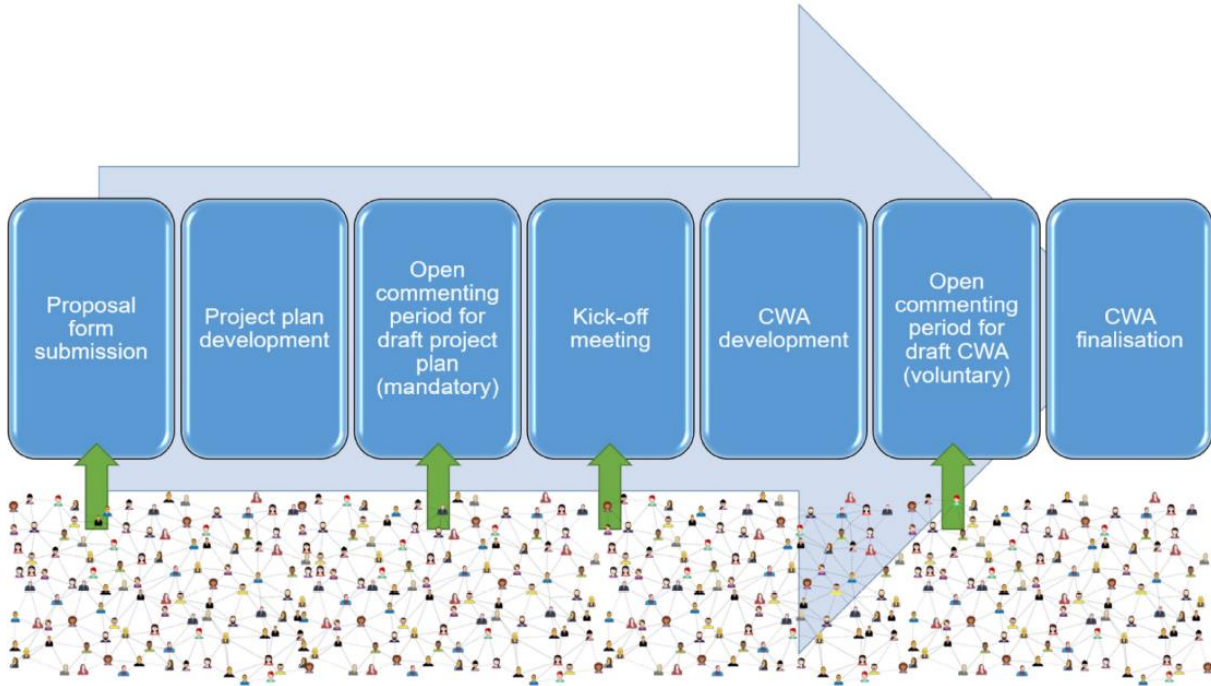 Proposal
form
submission
Project plan
development
Open
commenting
period for
draft project
plan
(mandatory)
Kick-off
meeting
CWA
development
Open
commenting
period for
draft CWA
(voluntary)
CWA
finalisation